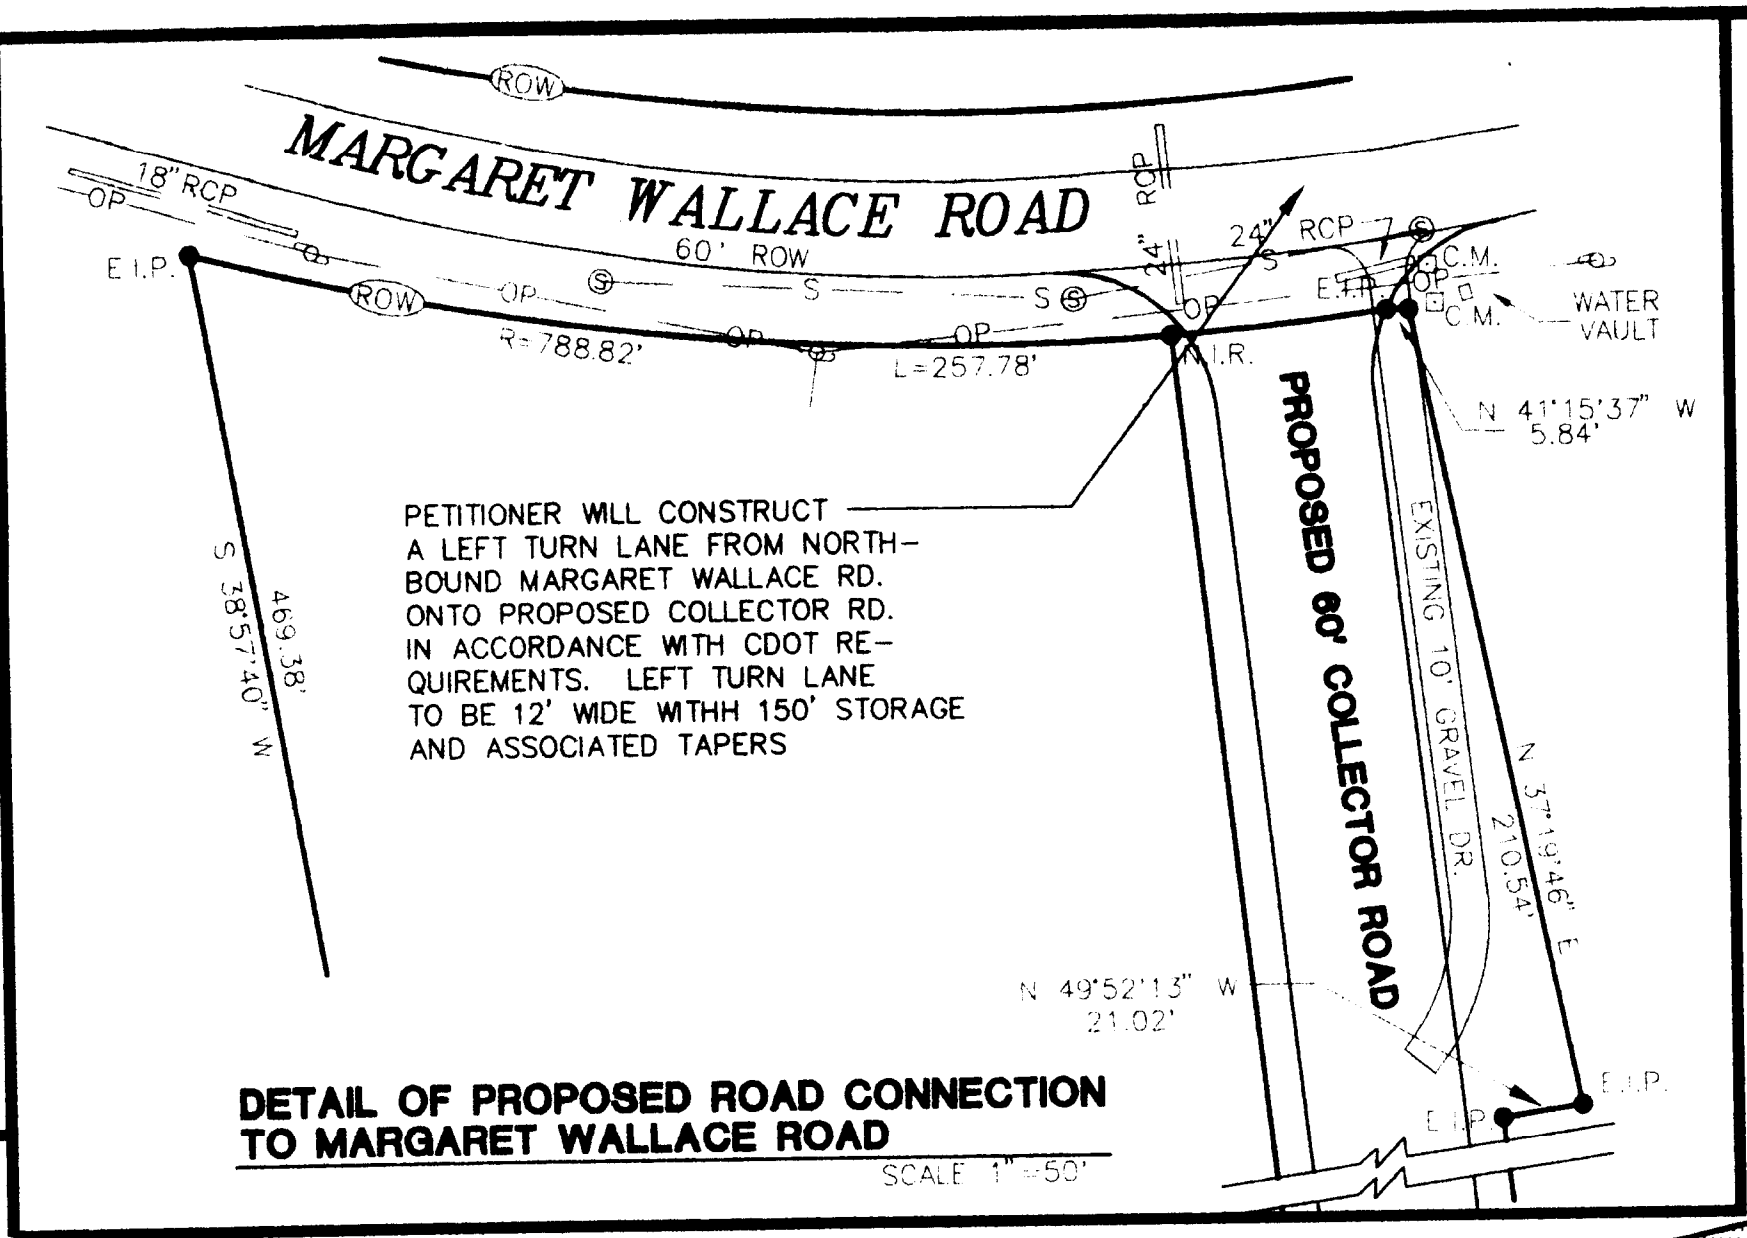 ROW
MARGARET WALLACE ROAD
60' ROW
18" RCP
OP
E.I.P.
ROW
OP
S
S
S
S
OP
OP
R=788.82'
L=257.78'
24" RCP
24" RCP
S
S
OP
N.I.R.
E.I.P.
OP
C.M.
C.M.
WATER
VAULT
N 41°15'37" W
5.84'
PETITIONER WILL CONSTRUCT
A LEFT TURN LANE FROM NORTH-
BOUND MARGARET WALLACE RD.
ONTO PROPOSED COLLECTOR RD.
IN ACCORDANCE WITH CDOT RE-
QUIREMENTS. LEFT TURN LANE
TO BE 12' WIDE WITHH 150' STORAGE
AND ASSOCIATED TAPERS
S 38°57'40" W
469.38'
PROPOSED 60' COLLECTOR ROAD
EXISTING 10' GRAVEL DR.
N 37°19'46" E
210.54'
N 49°52'13" W
21.02'
E.I.P.
E.I.P.
DETAIL OF PROPOSED ROAD CONNECTION
TO MARGARET WALLACE ROAD
SCALE 1"=50'